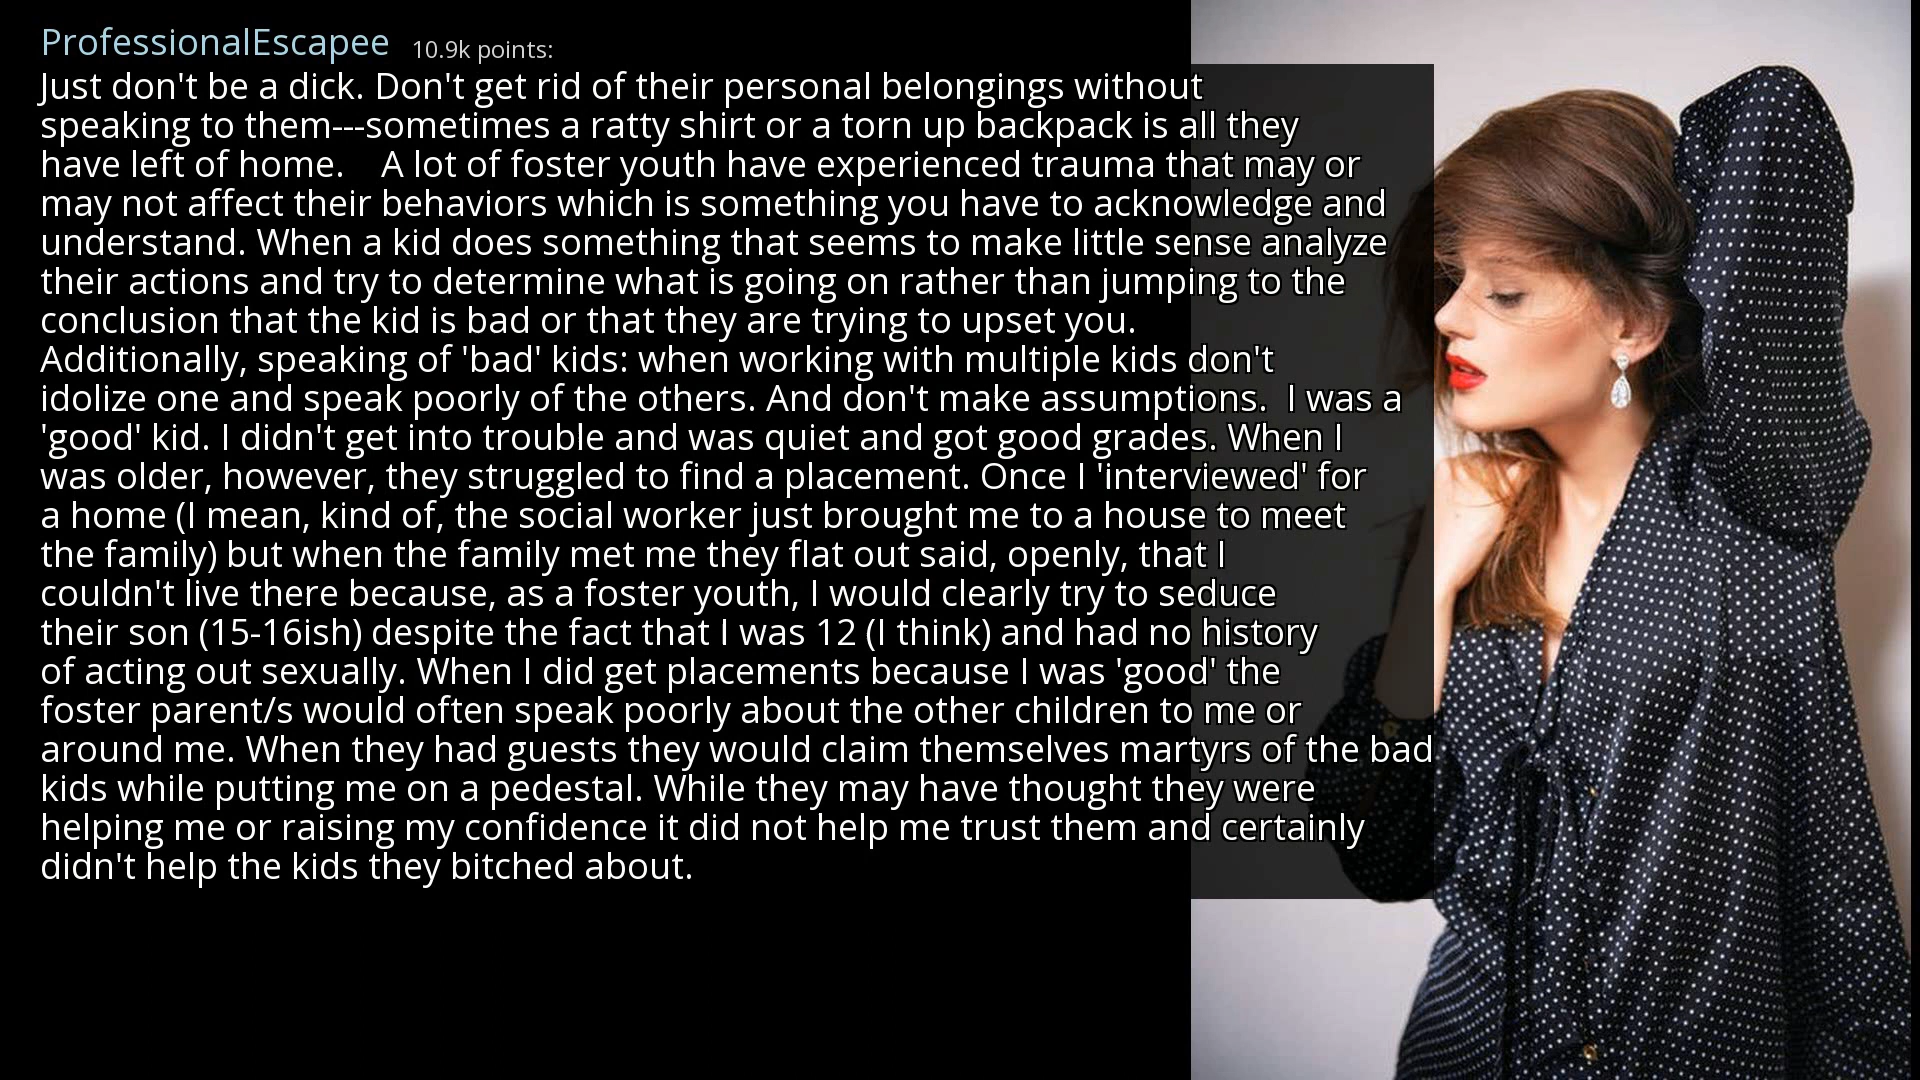 ProfessionalEscapee 10.9k points:
Just don't be a dick. Don't get rid of their personal belongings without
speaking to them---sometimes a ratty shirt or a torn up backpack is all they
have left of home.    A lot of foster youth have experienced trauma that may or
may not affect their behaviors which is something you have to acknowledge and
understand. When a kid does something that seems to make little sense analyze
their actions and try to determine what is going on rather than jumping to the
conclusion that the kid is bad or that they are trying to upset you.
Additionally, speaking of 'bad' kids: when working with multiple kids don't
idolize one and speak poorly of the others. And don't make assumptions.  I was a
'good' kid. I didn't get into trouble and was quiet and got good grades. When I
was older, however, they struggled to find a placement. Once I 'interviewed' for
a home (I mean, kind of, the social worker just brought me to a house to meet
the family) but when the family met me they flat out said, openly, that I
couldn't live there because, as a foster youth, I would clearly try to seduce
their son (15-16ish) despite the fact that I was 12 (I think) and had no history
of acting out sexually. When I did get placements because I was 'good' the
foster parent/s would often speak poorly about the other children to me or
around me. When they had guests they would claim themselves martyrs of the bad
kids while putting me on a pedestal. While they may have thought they were
helping me or raising my confidence it did not help me trust them and certainly
didn't help the kids they bitched about.